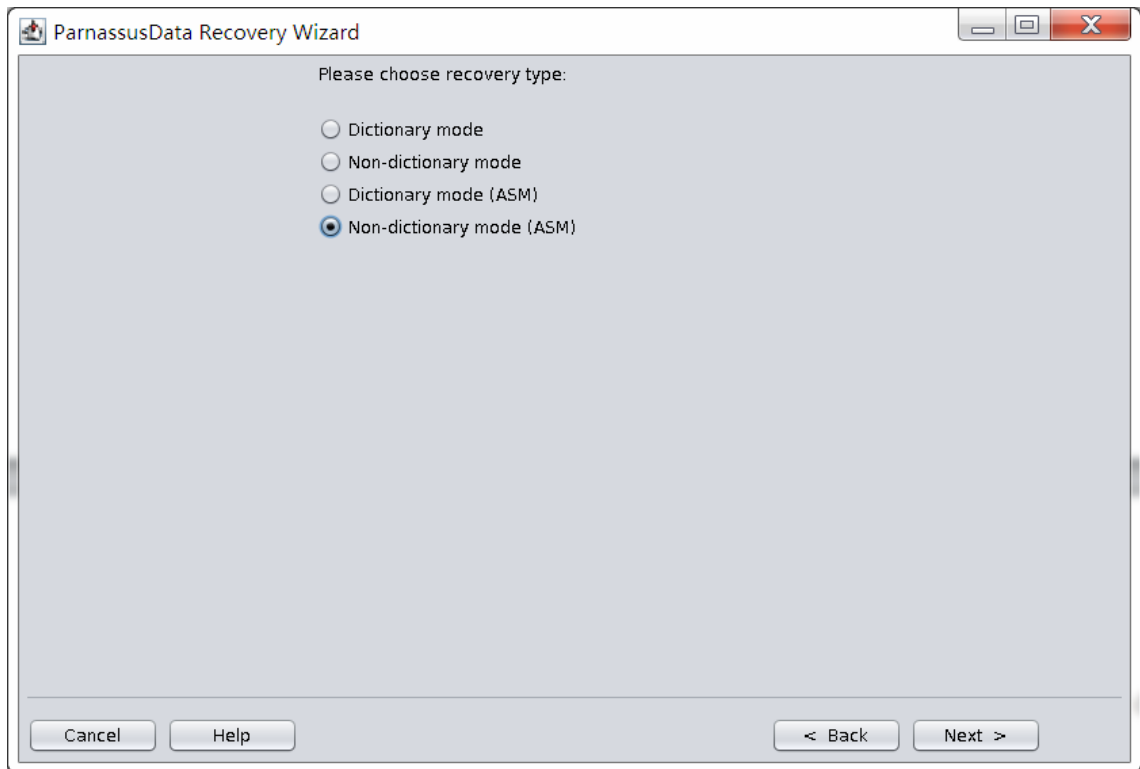 ParnassusData Recovery Wizard
Please choose recovery type:
Dictionary mode
Non-dictionary mode
Dictionary mode (ASM)
Non-dictionary mode (ASM)
Cancel Help < Back Next >